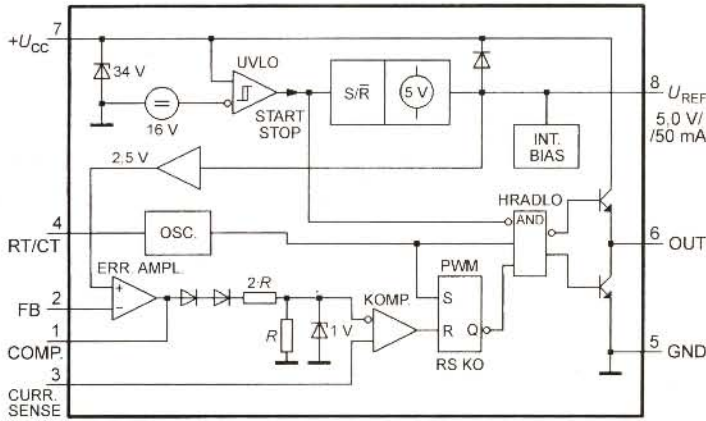 7
+U_CC
34 V
16 V
UVLO
START
STOP
S/R̅
5 V
8
U_REF
5,0 V/
/50 mA
INT.
BIAS
2,5 V
4
RT/CT
OSC.
HRADLO
AND
6
OUT
ERR. AMPL.
+
−
2·R
R
1 V
KOMP.
PWM
S
R
Q
RS KO
FB
2
1
COMP.
3
CURR.
SENSE
5
GND